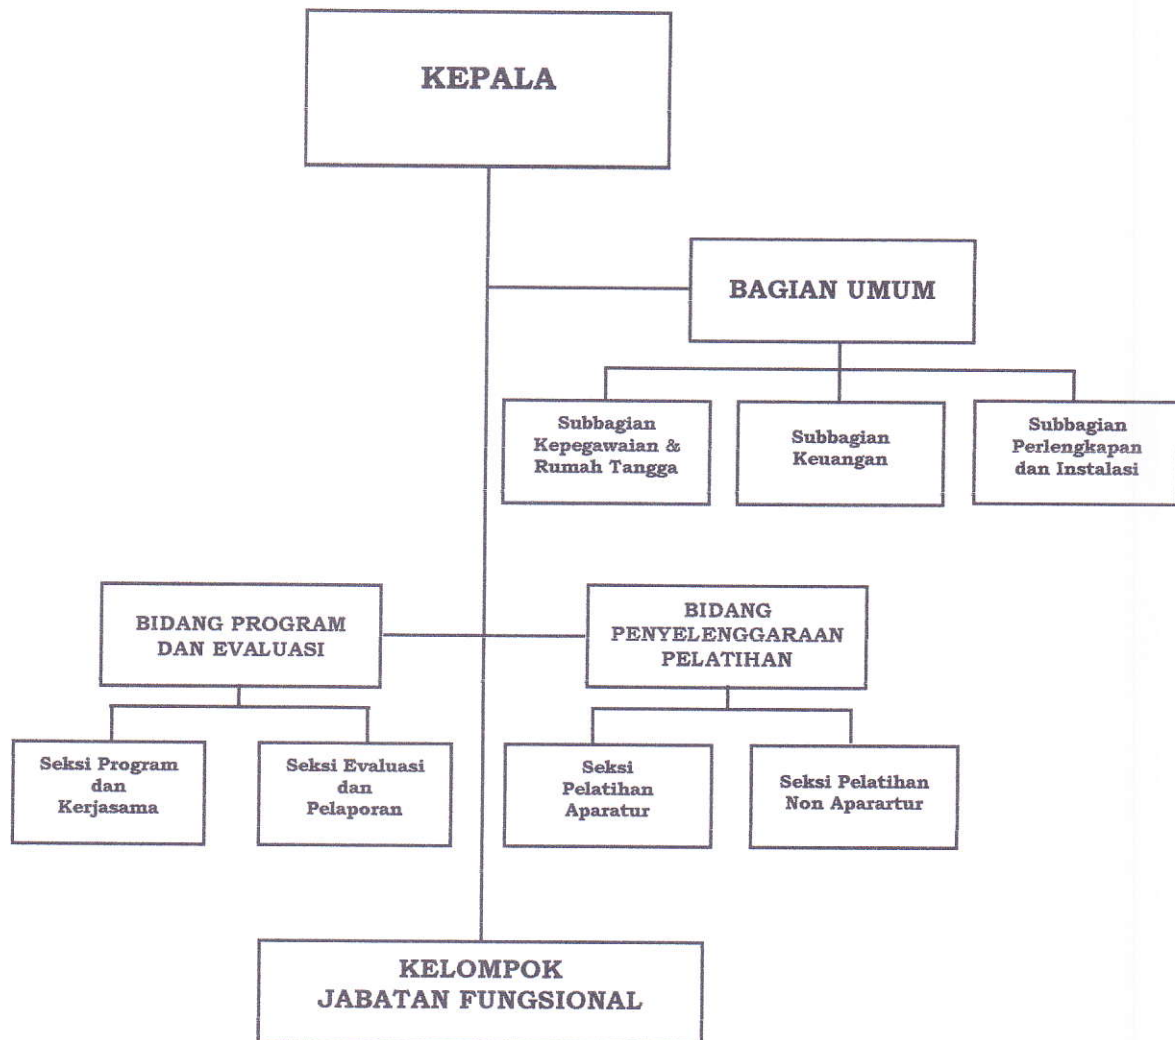 KEPALA
BAGIAN UMUM
Subbagian
Kepegawaian &
Rumah Tangga
Subbagian
Keuangan
Subbagian
Perlengkapan
dan Instalasi
BIDANG PROGRAM
DAN EVALUASI
BIDANG
PENYELENGGARAAN
PELATIHAN
Seksi Program
dan
Kerjasama
Seksi Evaluasi
dan
Pelaporan
Seksi
Pelatihan
Aparatur
Seksi Pelatihan
Non Aparartur
KELOMPOK
JABATAN FUNGSIONAL